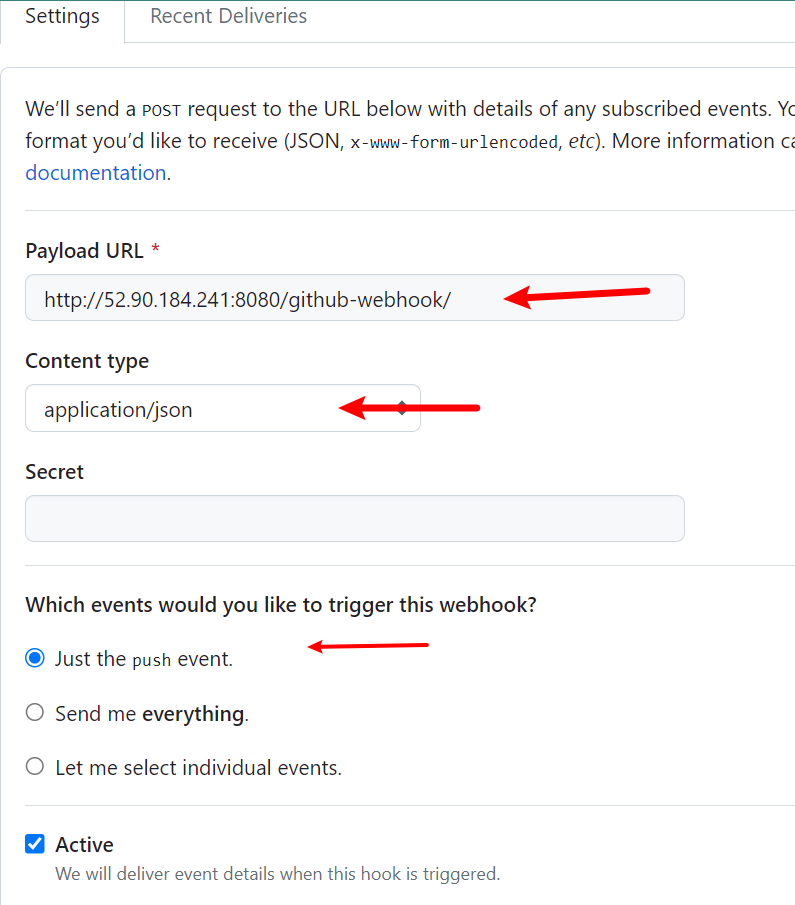 Settings Recent Deliveries
We’ll send a POST request to the URL below with details of any subscribed events.
format you’d like to receive (JSON, x-www-form-urlencoded, etc). More information
documentation.
Payload URL *
http://52.90.184.241:8080/github-webhook/
Content type
application/json
Secret
Which events would you like to trigger this webhook?
Just the push event.
Send me everything.
Let me select individual events.
Active
We will deliver event details when this hook is triggered.